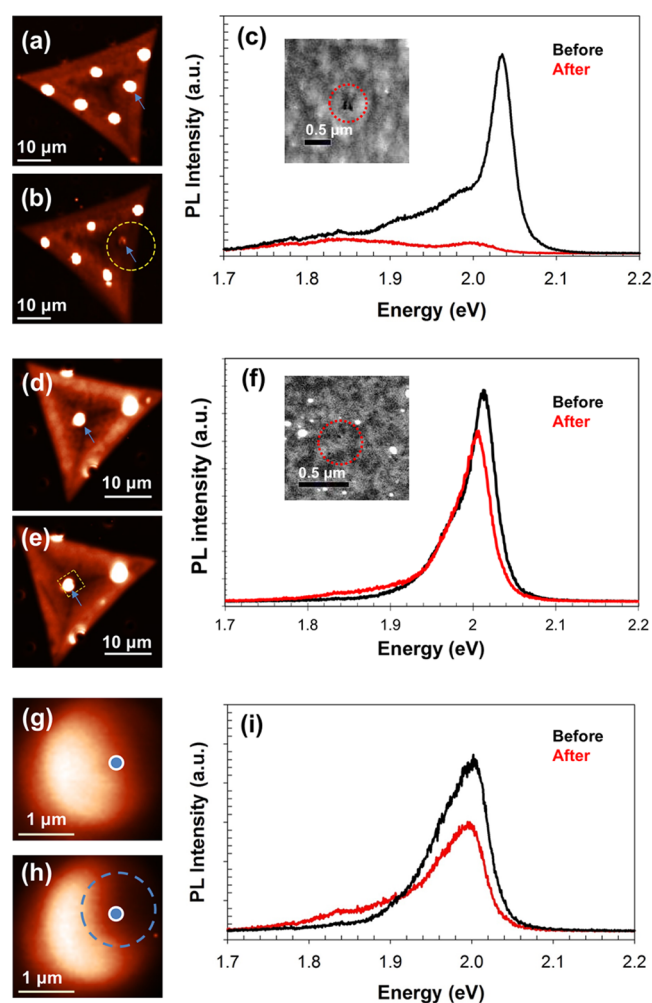 (a)
10 µm
(b)
10 µm
(c)
Before
After
0.5 µm
PL Intensity (a.u.)
1.7 1.8 1.9 2.0 2.1 2.2
Energy (eV)
(d)
10 µm
(e)
10 µm
(f)
Before
After
0.5 µm
PL intensity (a.u.)
1.7 1.8 1.9 2 2.1 2.2
Energy (eV)
(g)
1 µm
(h)
1 µm
(i)
Before
After
PL Intensity (a.u.)
1.7 1.8 1.9 2.0 2.1 2.2
Energy (eV)